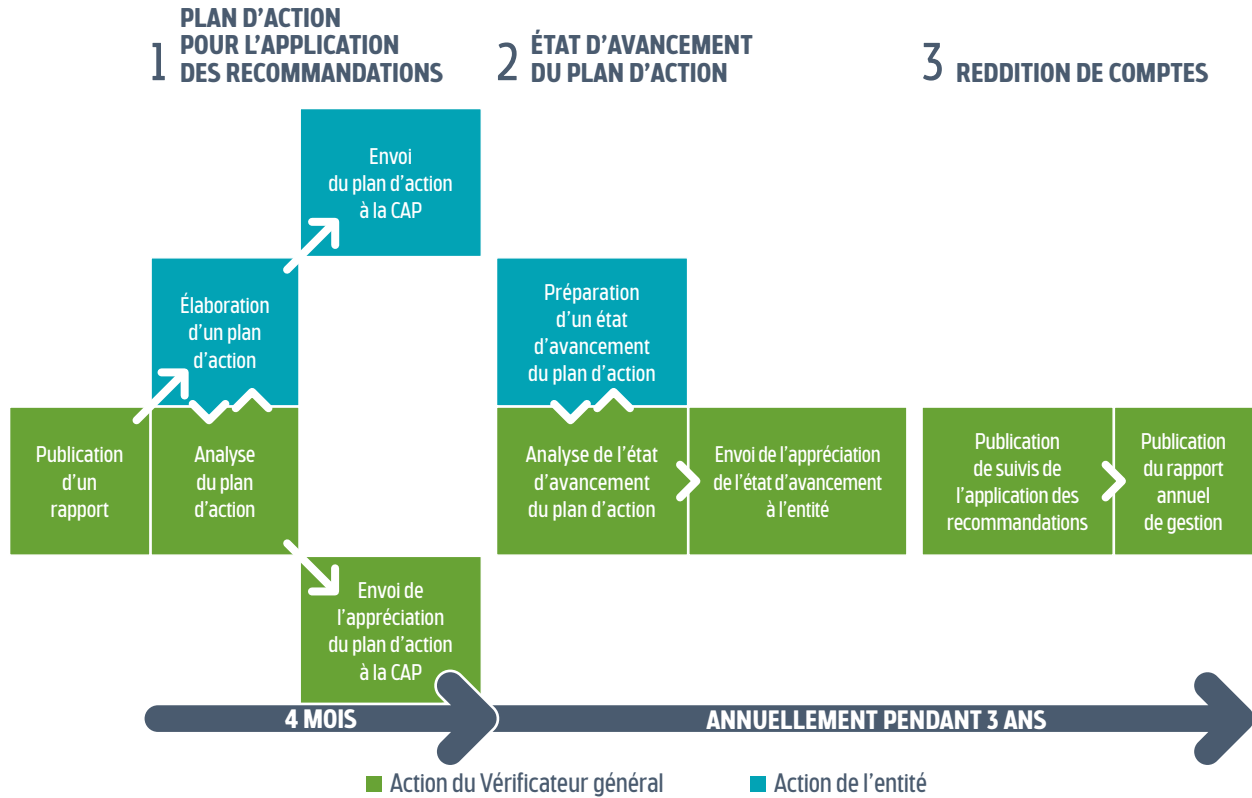 1 PLAN D'ACTION
POUR L'APPLICATION
DES RECOMMANDATIONS
2 ÉTAT D'AVANCEMENT
DU PLAN D'ACTION
3 REDDITION DE COMPTES
Envoi
du plan d'action
à la CAP
Élaboration
d'un plan
d'action
Préparation
d'un état
d'avancement
du plan d'action
Publication
d'un
rapport
Analyse
du plan
d'action
Analyse de l'état
d'avancement
du plan d'action
Envoi de l'appréciation
de l'état d'avancement
à l'entité
Publication
de suivis de
l'application des
recommandations
Publication
du rapport
annuel
de gestion
Envoi de
l'appréciation
du plan d'action
à la CAP
4 MOIS
ANNUELLEMENT PENDANT 3 ANS
Action du Vérificateur général
Action de l'entité